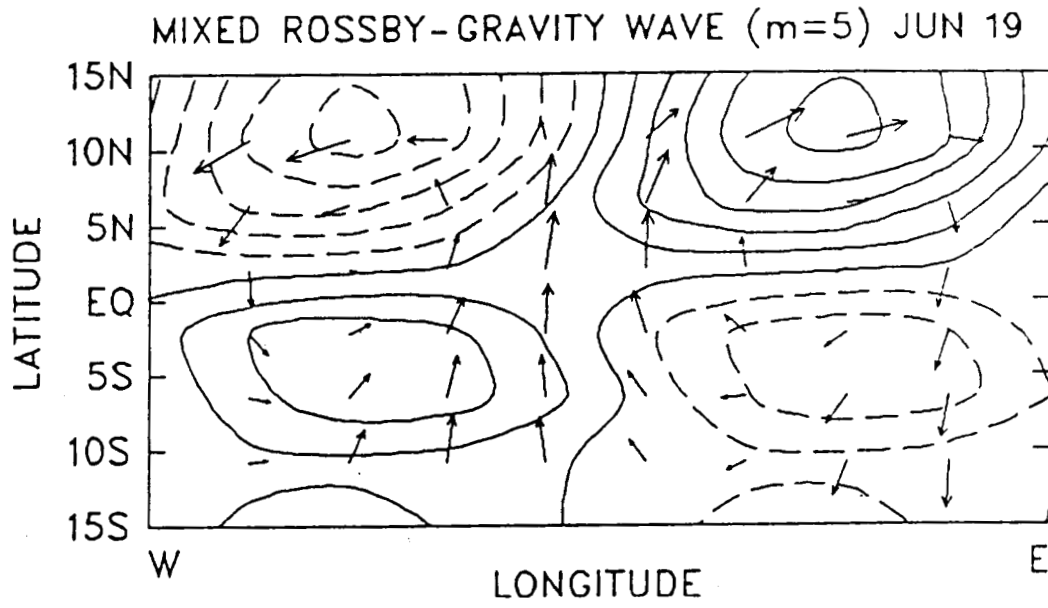 MIXED ROSSBY-GRAVITY WAVE (m=5) JUN 19
15N
10N
5N
EQ
5S
10S
15S
LATITUDE
W
E
LONGITUDE